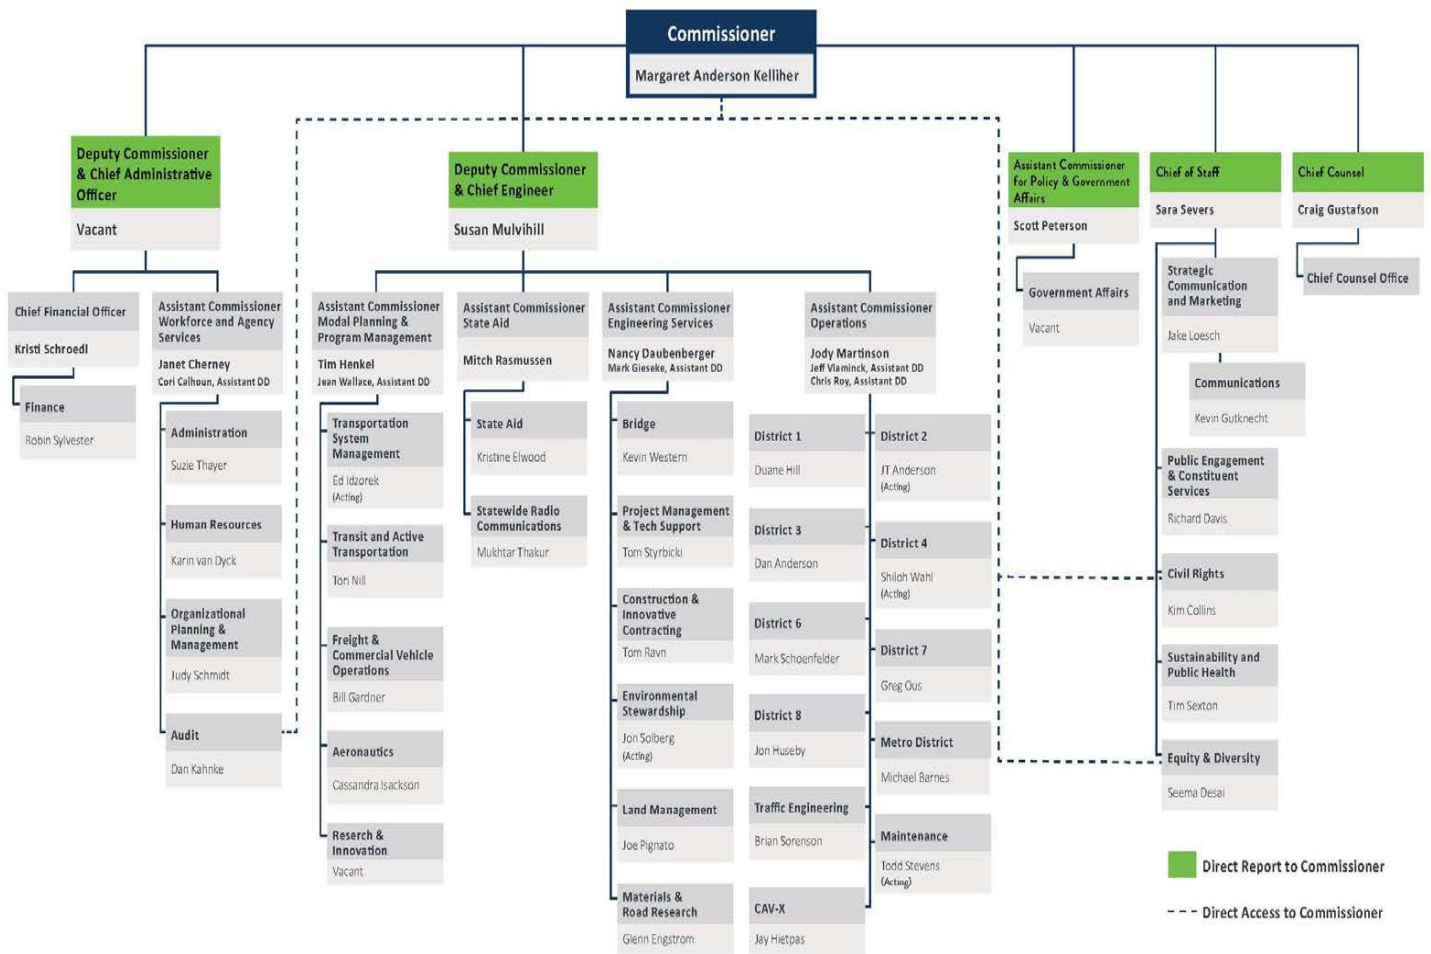 Commissioner
Margaret Anderson Kelliher
Deputy Commissioner
& Chief Administrative
Officer
Vacant
Chief Financial Officer
Kristi Schroedl
Finance
Robin Sylvester
Assistant Commissioner
Workforce and Agency
Services
Janet Cherney
Cori Calhoun, Assistant DD
Administration
Suzie Thayer
Human Resources
Karin van Dyck
Organizational
Planning &
Management
Judy Schmidt
Audit
Dan Kahnke
Deputy Commissioner
& Chief Engineer
Susan Mulvihill
Assistant Commissioner
Modal Planning &
Program Management
Tim Henkel
Jean Wallace, Assistant DD
Transportation
System
Management
Ed Idzorek
(Acting)
Transit and Active
Transportation
Tori Nill
Freight &
Commercial Vehicle
Operations
Bill Gardner
Aeronautics
Cassandra Isackson
Reserch &
Innovation
Vacant
Assistant Commissioner
State Aid
Mitch Rasmussen
State Aid
Kristine Elwood
Statewide Radio
Communications
Mukhtar Thakur
Assistant Commissioner
Engineering Services
Nancy Daubenberger
Mark Gieseke, Assistant DD
Bridge
Kevin Western
Project Management
& Tech Support
Tom Styrbicki
Construction &
Innovative
Contracting
Tom Ravn
Environmental
Stewardship
Jon Solberg
(Acting)
Land Management
Joe Pignato
Materials &
Road Research
Glenn Engstrom
Assistant Commissioner
Operations
Jody Martinson
Jeff Vlaminck, Assistant DD
Chris Roy, Assistant DD
District 1
Duane Hill
District 2
JT Anderson
(Acting)
District 3
Dan Anderson
District 4
Shiloh Wahl
(Acting)
District 6
Mark Schoenfelder
District 7
Greg Ous
District 8
Jon Huseby
Metro District
Michael Barnes
Traffic Engineering
Brian Sorenson
Maintenance
Todd Stevens
(Acting)
CAV-X
Jay Hietpas
Assistant Commissioner
for Policy & Government
Affairs
Scott Peterson
Government Affairs
Vacant
Chief of Staff
Sara Severs
Strategic
Communication
and Marketing
Jake Loesch
Communications
Kevin Gutknecht
Public Engagement
& Constituent
Services
Richard Davis
Civil Rights
Kim Collins
Sustainability and
Public Health
Tim Sexton
Equity & Diversity
Seema Desai
Chief Counsel
Craig Gustafson
Chief Counsel Office
Direct Report to Commissioner
Direct Access to Commissioner